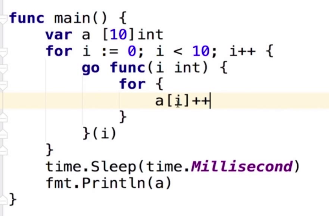 func main() {
    var a [10]int
    for i := 0; i < 10; i++ {
        go func(i int) {
            for {
                a[i]++
            }
        }(i)
    }
    time.Sleep(time.Millisecond)
    fmt.Println(a)
}